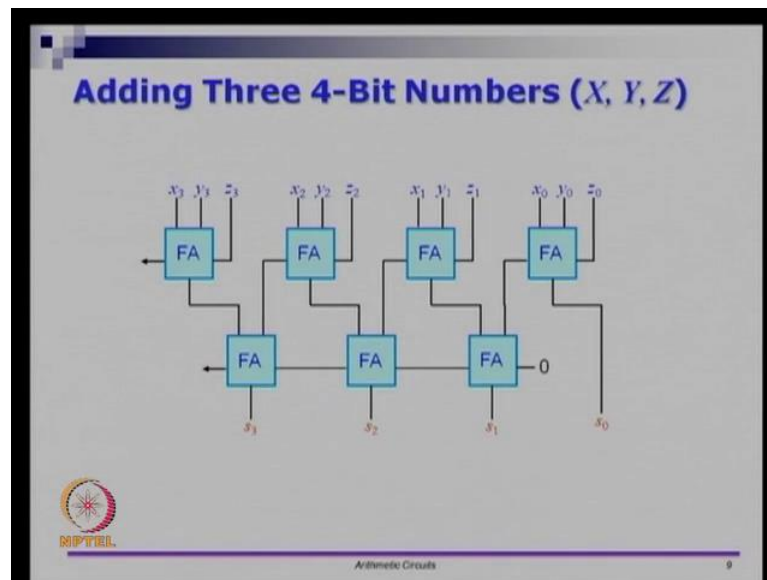 Adding Three 4-Bit Numbers (X, Y, Z)
x₃ y₃ z₃ x₂ y₂ z₂ x₁ y₁ z₁ x₀ y₀ z₀
FA FA FA FA
FA FA FA 0
s₃ s₂ s₁ s₀
NPTEL
Arithmetic Circuits 9